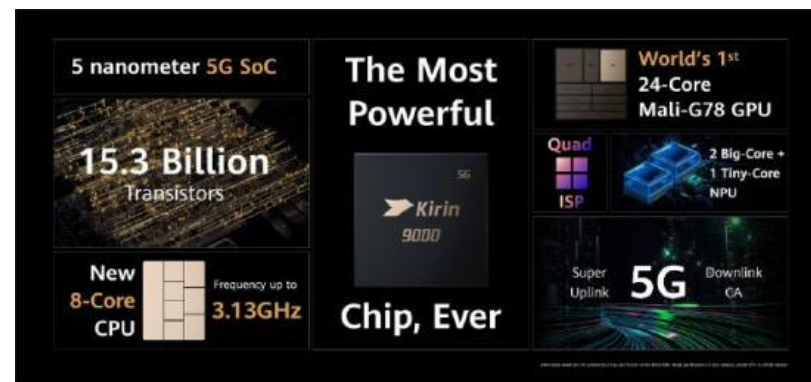 5 nanometer 5G SoC
15.3 Billion
Transistors
New
8-Core
CPU
Frequency up to
3.13GHz
The Most
Powerful
5G
Kirin
9000
Chip, Ever
World's 1st
24-Core
Mali-G78 GPU
Quad
ISP
2 Big-Core +
1 Tiny-Core
NPU
Super
Uplink
5G
Downlink
CA